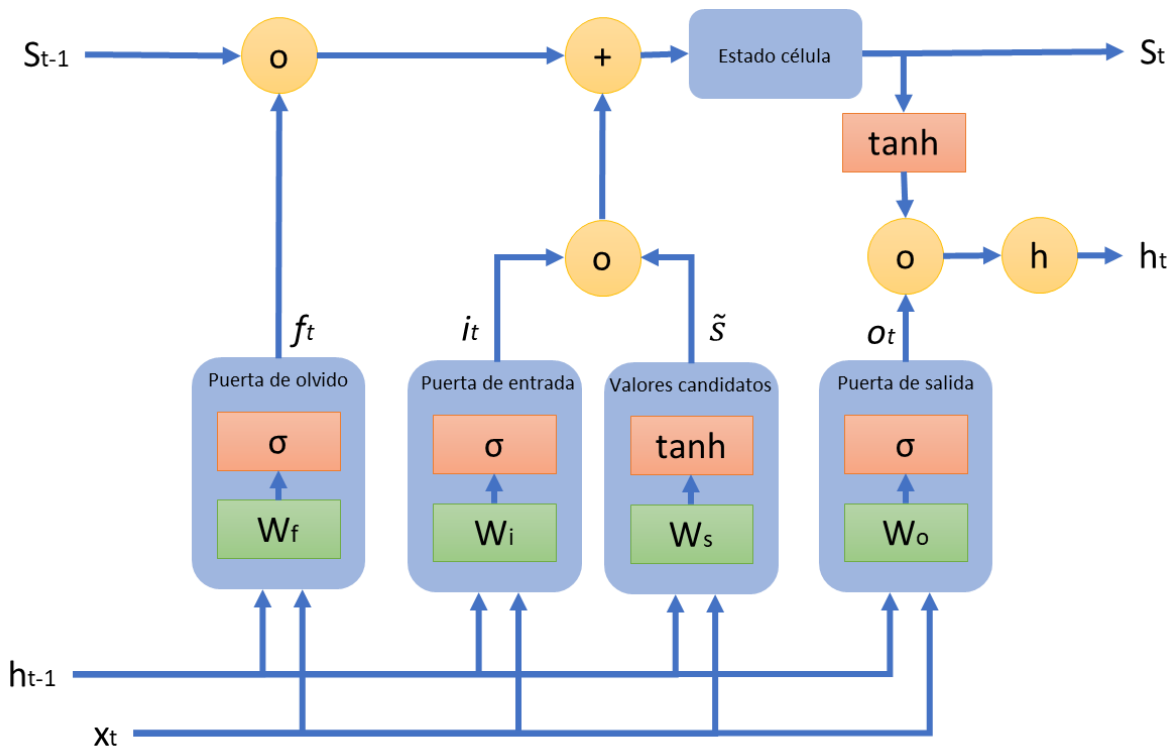 St-1
o
+
Estado célula
St
tanh
o
o
h
ht
ft
it
s̃
ot
Puerta de olvido
Puerta de entrada
Valores candidatos
Puerta de salida
σ
σ
tanh
σ
Wf
Wi
Ws
Wo
ht-1
xt